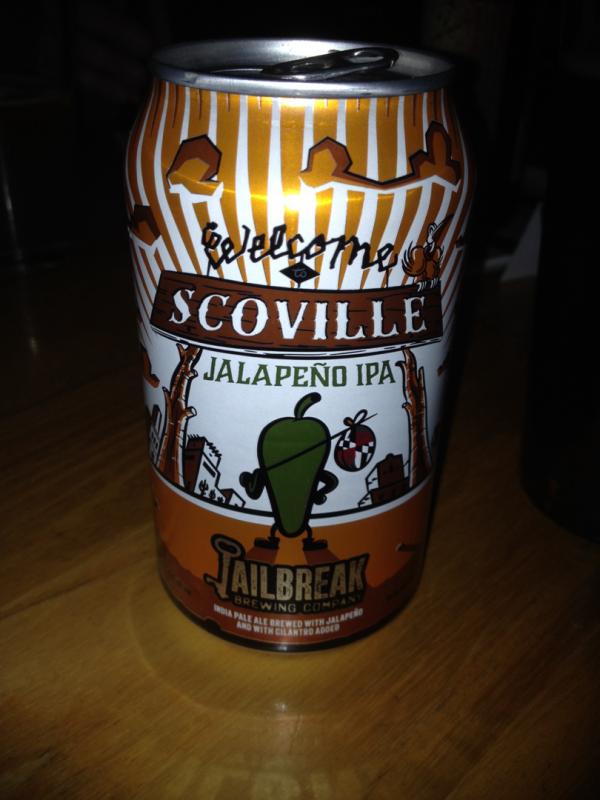 Welcome
TO
SCOVILLE
JALAPEÑO IPA
JAILBREAK
BREWING COMPANY
INDIA PALE ALE BREWED WITH JALAPEÑO
AND WITH CILANTRO ADDED